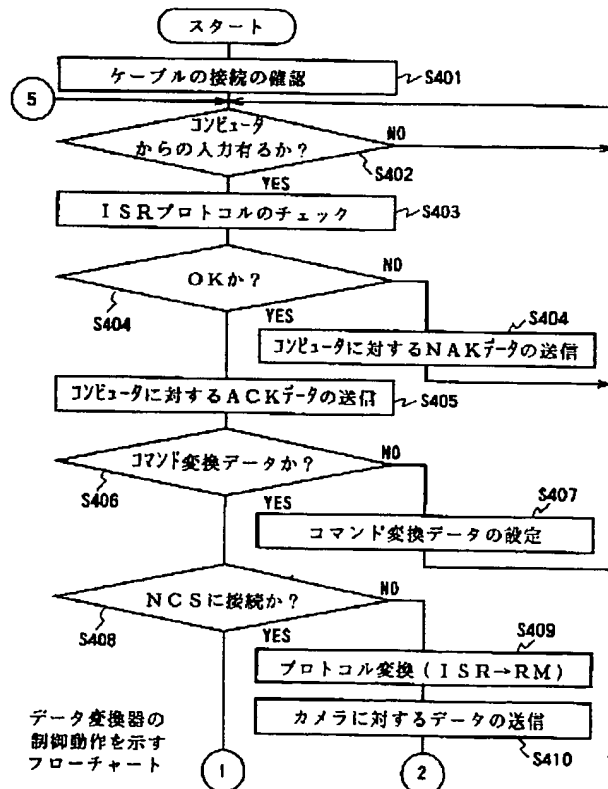 スタート
ケーブルの接続の確認
S401
5
コンピュータ
からの入力有るか?
NO
S402
YES
ISRプロトコルのチェック
S403
OKか?
NO
S404
YES
S404
コンピュータに対するNAKデータの送信
コンピュータに対するACKデータの送信
S405
コマンド変換データか?
NO
S406
YES
S407
コマンド変換データの設定
NCSに接続か?
NO
S408
YES
S409
プロトコル変換(ISR→RM)
カメラに対するデータの送信
S410
データ変換器の
制御動作を示す
フローチャート
1
2